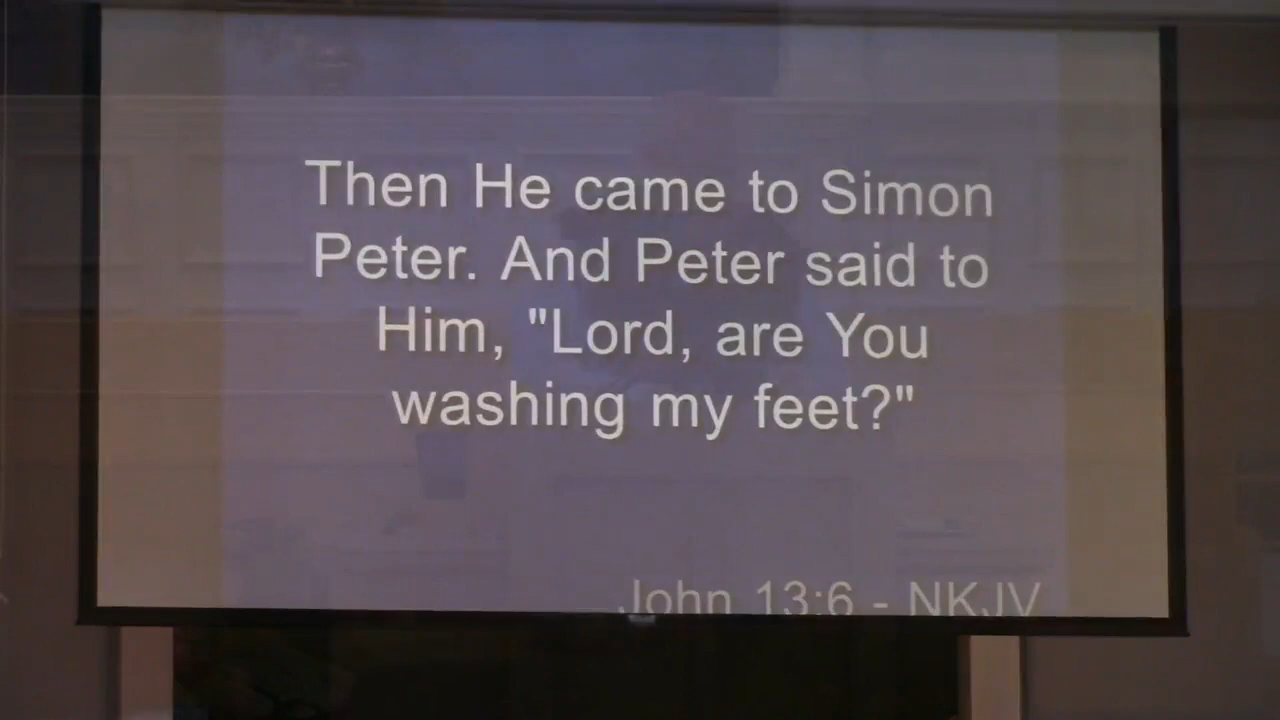 Then He came to Simon
Peter. And Peter said to
Him, "Lord, are You
washing my feet?"
John 13:6 - NKJV